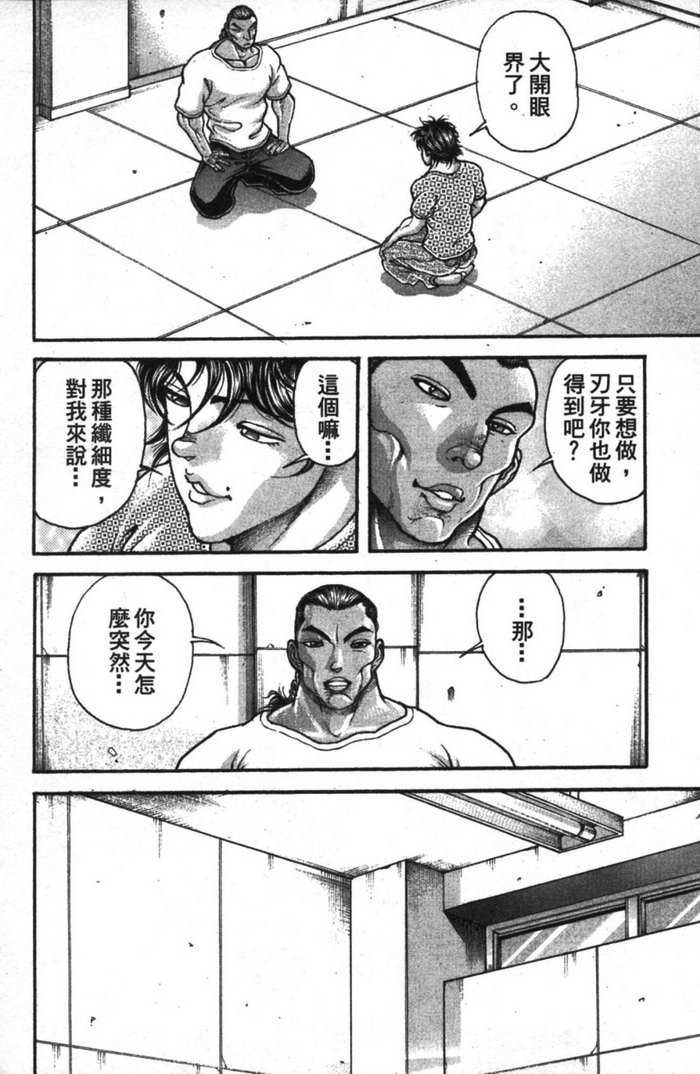 大開眼
界了。
只要想做，
刃牙你也做
得到吧？
這個嘛…
那種纖細度，
對我來說…
…那…
你今天怎
麼突然…